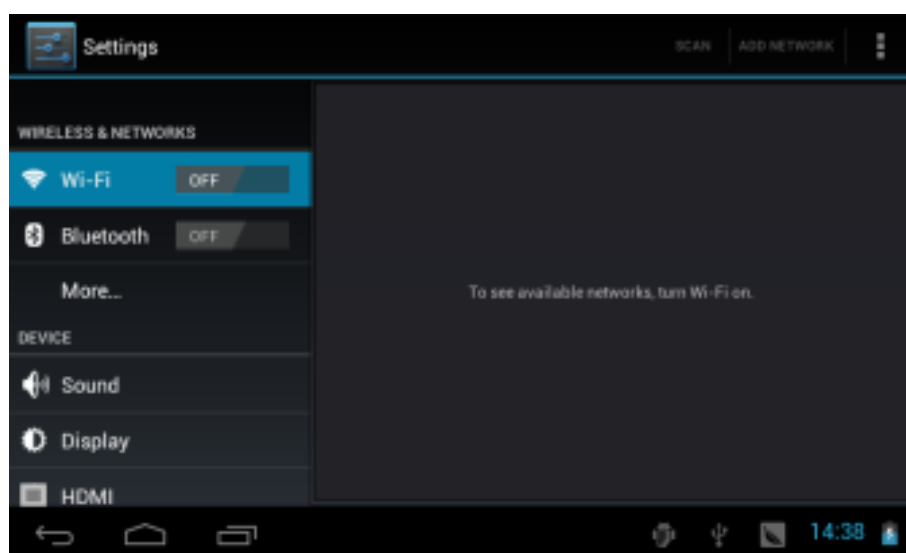 Settings
SCAN
ADD NETWORK
WIRELESS & NETWORKS
Wi-Fi OFF
Bluetooth OFF
More...
To see available networks, turn Wi-Fi on.
DEVICE
Sound
Display
HDMI
14:38